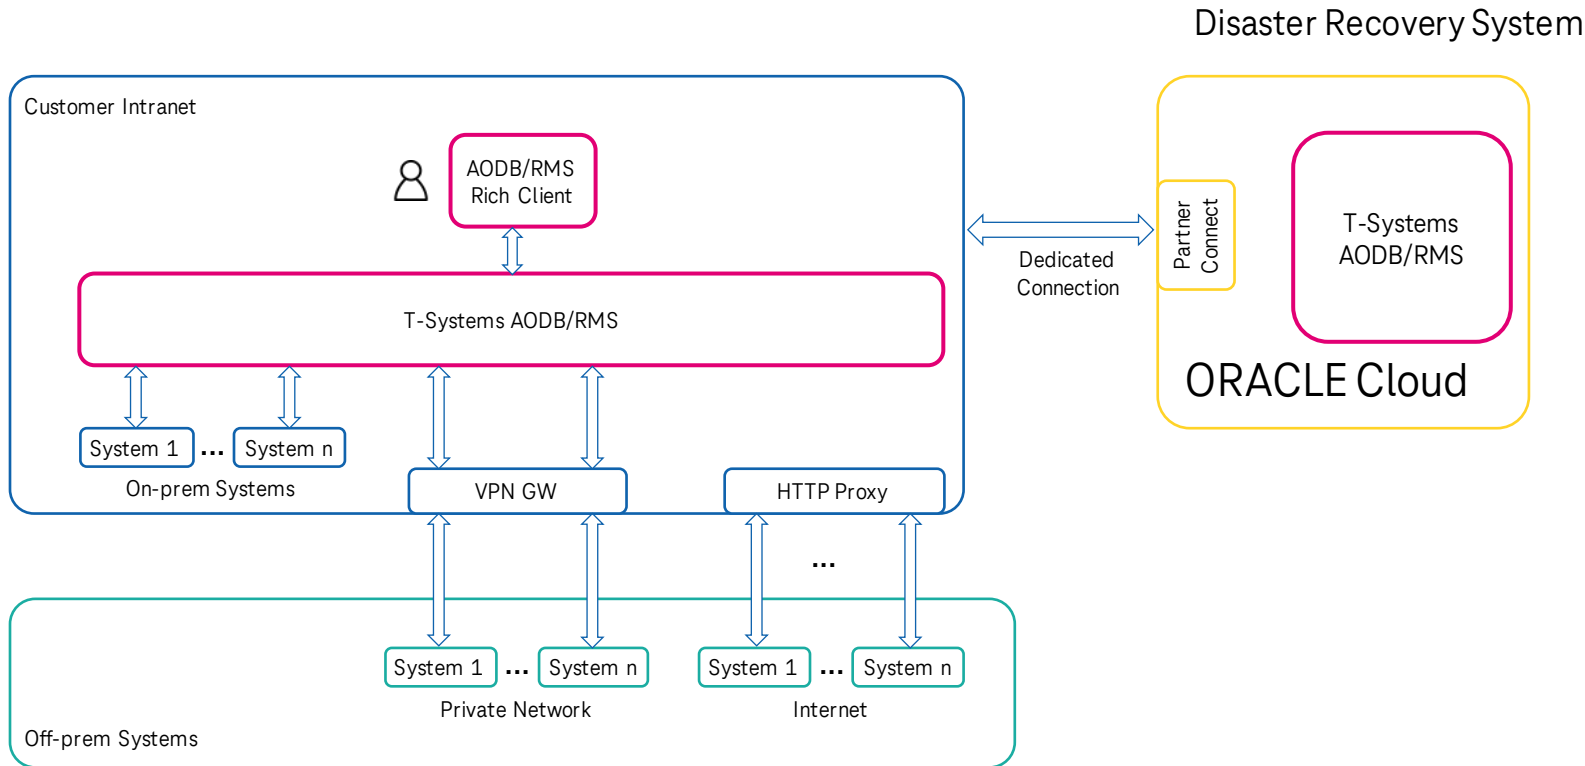 Disaster Recovery System
Customer Intranet
AODB/RMS
Rich Client
T-Systems AODB/RMS
System 1
...
System n
On-prem Systems
VPN GW
HTTP Proxy
Dedicated
Connection
Partner
Connect
T-Systems
AODB/RMS
ORACLE Cloud
...
System 1
...
System n
Private Network
System 1
...
System n
Internet
Off-prem Systems